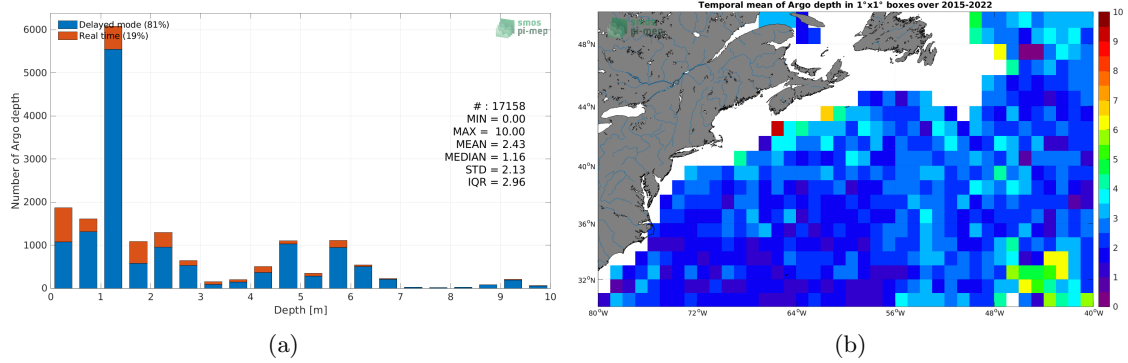 Delayed mode (81%)
Real time (19%)
smos
pi-mep
# : 17158
MIN = 0.00
MAX = 10.00
MEAN = 2.43
MEDIAN = 1.16
STD = 2.13
IQR = 2.96
Number of Argo depth
6000
5000
4000
3000
2000
1000
0
0 1 2 3 4 5 6 7 8 9 10
Depth [m]
(a)
Temporal mean of Argo depth in 1°x1° boxes over 2015-2022
smos
pi-mep
48°N
44°N
40°N
36°N
32°N
80°W 72°W 64°W 56°W 48°W 40°W
10
9
8
7
6
5
4
3
2
1
0
(b)